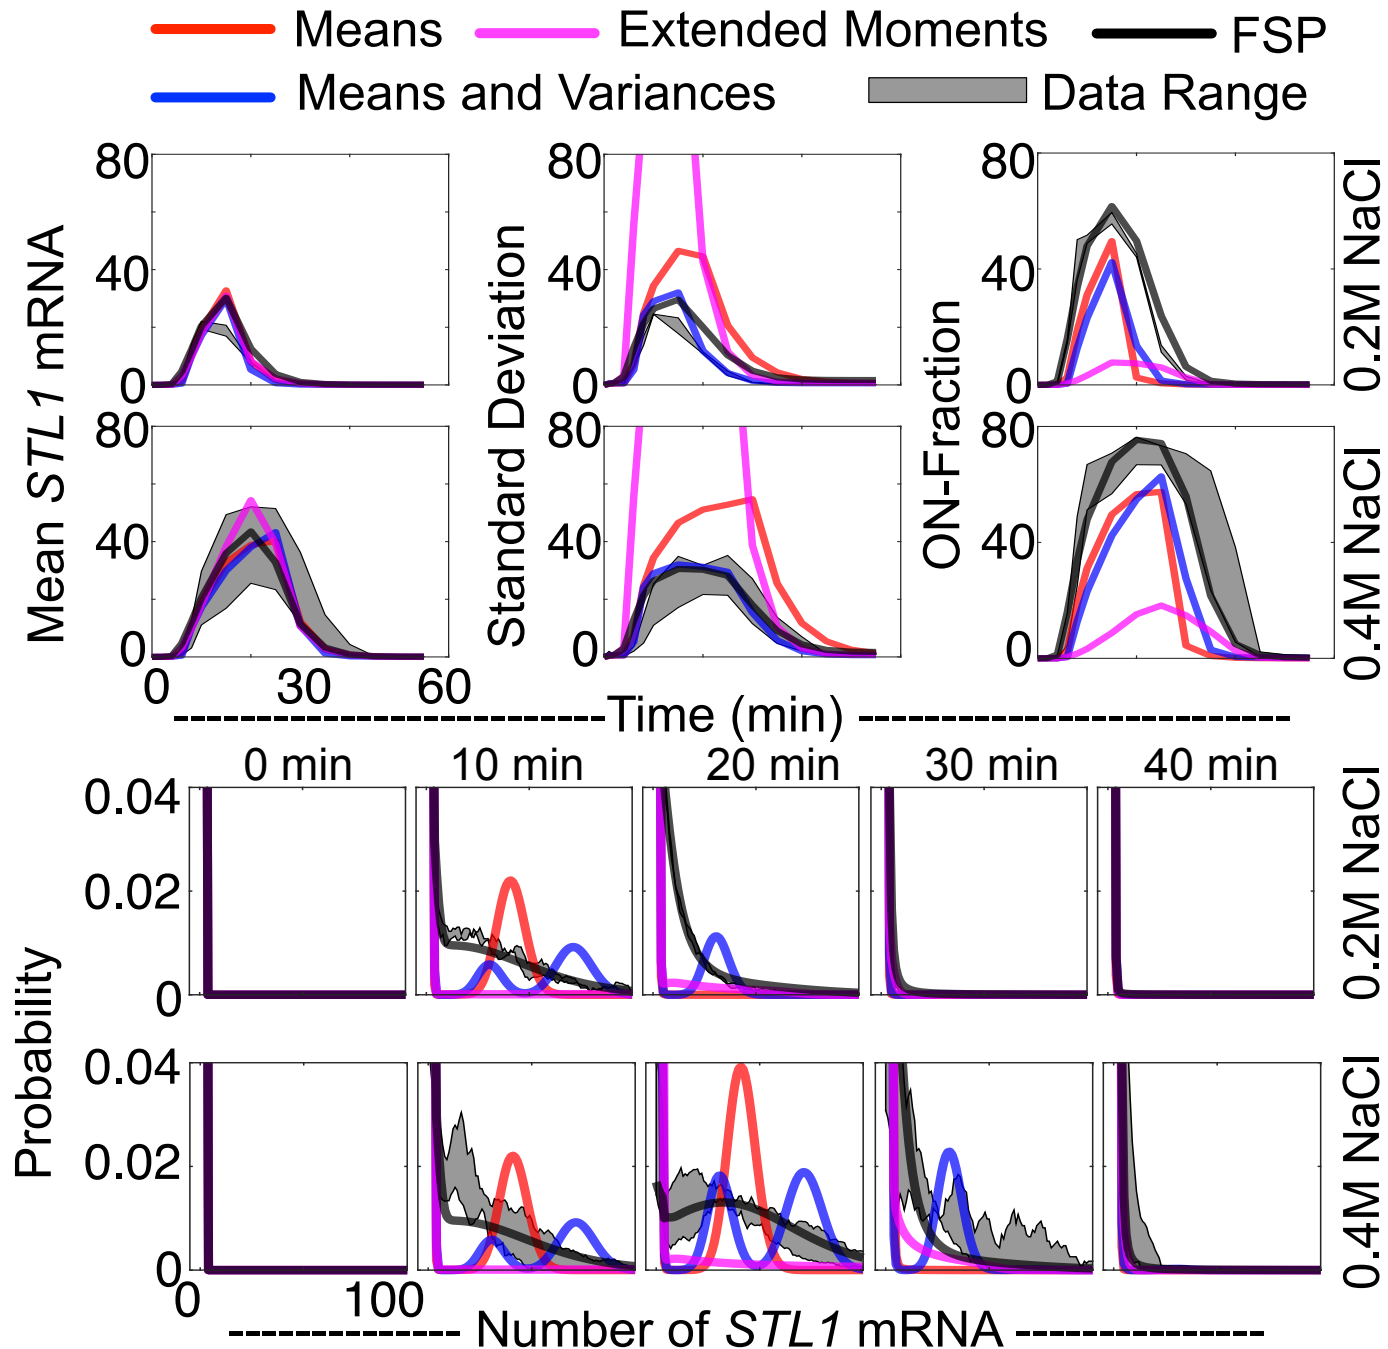 Means Extended Moments FSP
Means and Variances Data Range
Mean STL1 mRNA
Standard Deviation
ON-Fraction
80 80 80
40 40 40
0 0 0
0.2M NaCl
80 80 80
40 40 40
0 0 0
0.4M NaCl
0 30 60
Time (min)
0 min 10 min 20 min 30 min 40 min
Probability
0.04
0.02
0
0.2M NaCl
0.04
0.02
0
0.4M NaCl
0 100
Number of STL1 mRNA